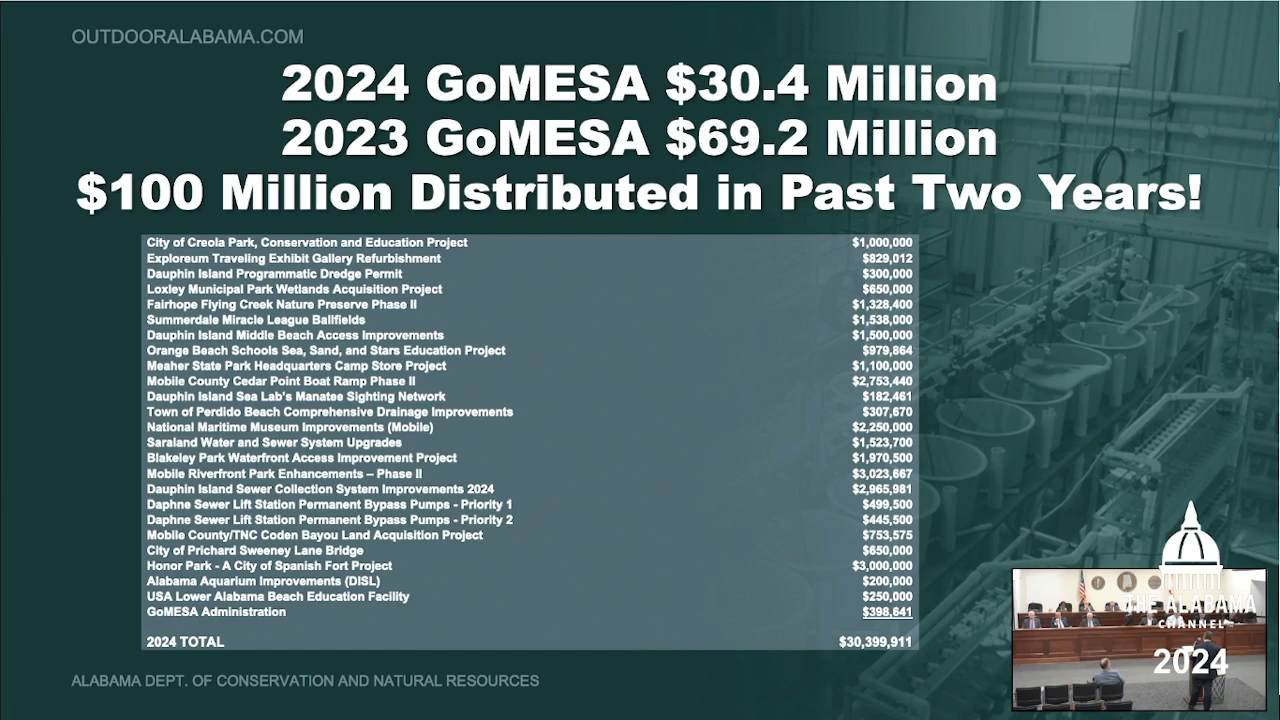 OUTDOORALABAMA.COM
2024 GoMESA $30.4 Million
2023 GoMESA $69.2 Million
$100 Million Distributed in Past Two Years!
City of Creola Park, Conservation and Education Project $1,000,000
Exploreum Traveling Exhibit Gallery Refurbishment $829,012
Dauphin Island Programmatic Dredge Permit $300,000
Loxley Municipal Park Wetlands Acquisition Project $650,000
Fairhope Flying Creek Nature Preserve Phase II $1,328,400
Summerdale Miracle League Ballfields $1,538,000
Dauphin Island Middle Beach Access Improvements $1,500,000
Orange Beach Schools Sea, Sand, and Stars Education Project $979,864
Meaher State Park Headquarters Camp Store Project $1,100,000
Mobile County Cedar Point Boat Ramp Phase II $2,753,440
Dauphin Island Sea Lab's Manatee Sighting Network $182,461
Town of Perdido Beach Comprehensive Drainage Improvements $307,670
National Maritime Museum Improvements (Mobile) $2,250,000
Saraland Water and Sewer System Upgrades $1,523,700
Blakeley Park Waterfront Access Improvement Project $1,970,500
Mobile Riverfront Park Enhancements – Phase II $3,023,667
Dauphin Island Sewer Collection System Improvements 2024 $2,965,981
Daphne Sewer Lift Station Permanent Bypass Pumps - Priority 1 $499,500
Daphne Sewer Lift Station Permanent Bypass Pumps - Priority 2 $445,500
Mobile County/TNC Coden Bayou Land Acquisition Project $753,575
City of Prichard Sweeney Lane Bridge $650,000
Honor Park - A City of Spanish Fort Project $3,000,000
Alabama Aquarium Improvements (DISL) $200,000
USA Lower Alabama Beach Education Facility $250,000
GoMESA Administration $398,641
2024 TOTAL $30,399,911
ALABAMA DEPT. OF CONSERVATION AND NATURAL RESOURCES
THE ALABAMA
CHANNEL
2024